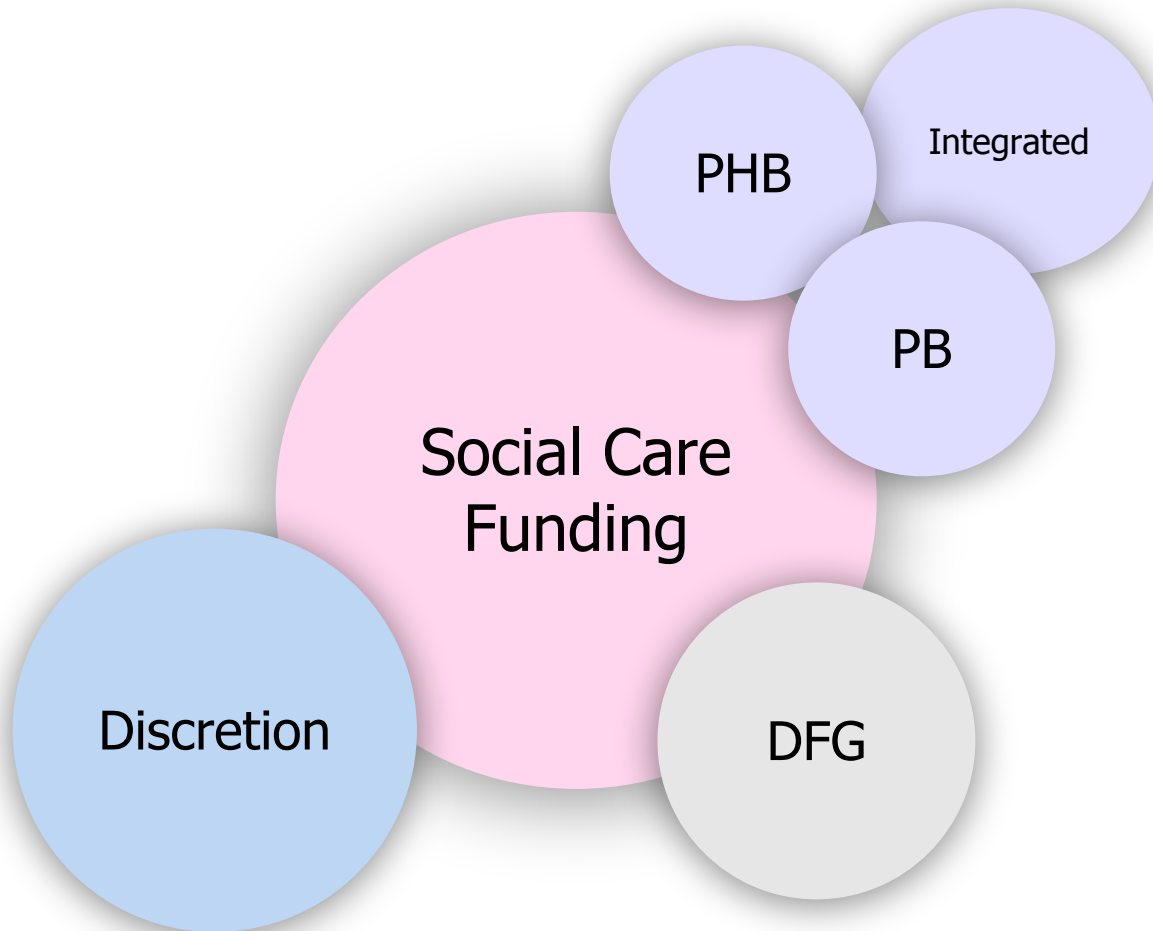 Integrated
PHB
PB
Social Care
Funding
Discretion
DFG